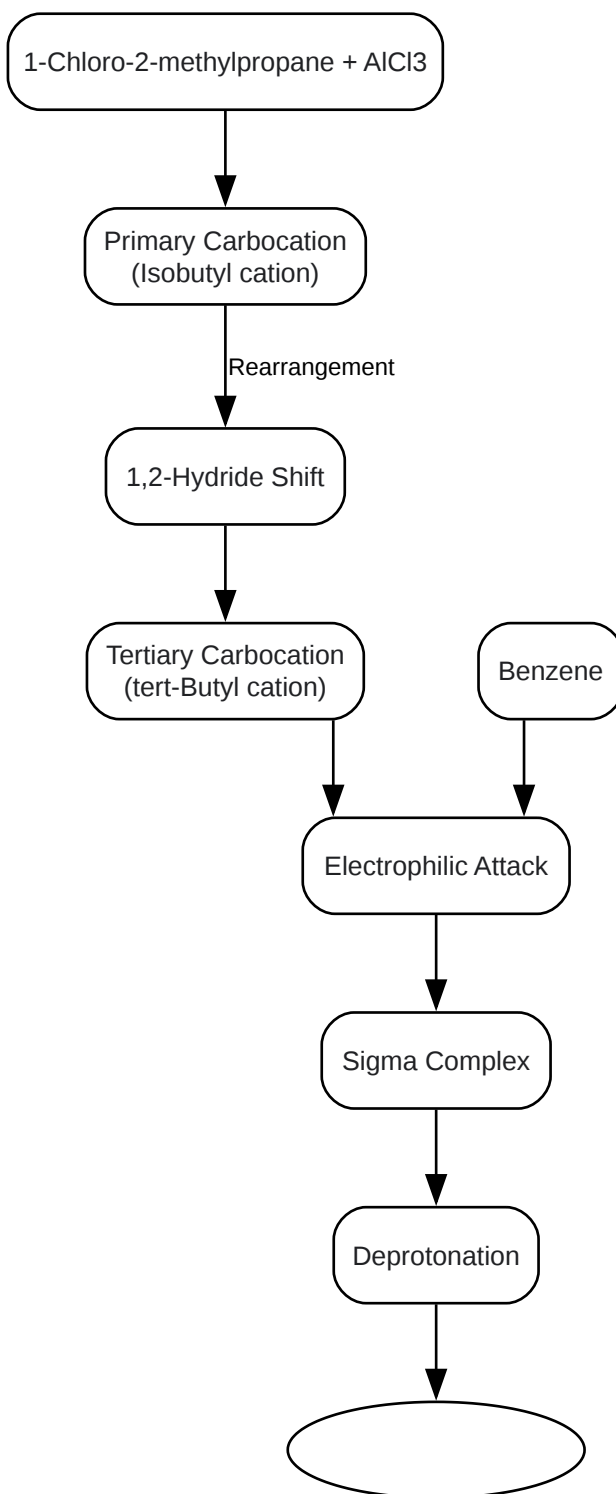 1-Chloro-2-methylpropane + AlCl3
Primary Carbocation
(Isobutyl cation)
Rearrangement
1,2-Hydride Shift
Tertiary Carbocation
(tert-Butyl cation)
Benzene
Electrophilic Attack
Sigma Complex
Deprotonation